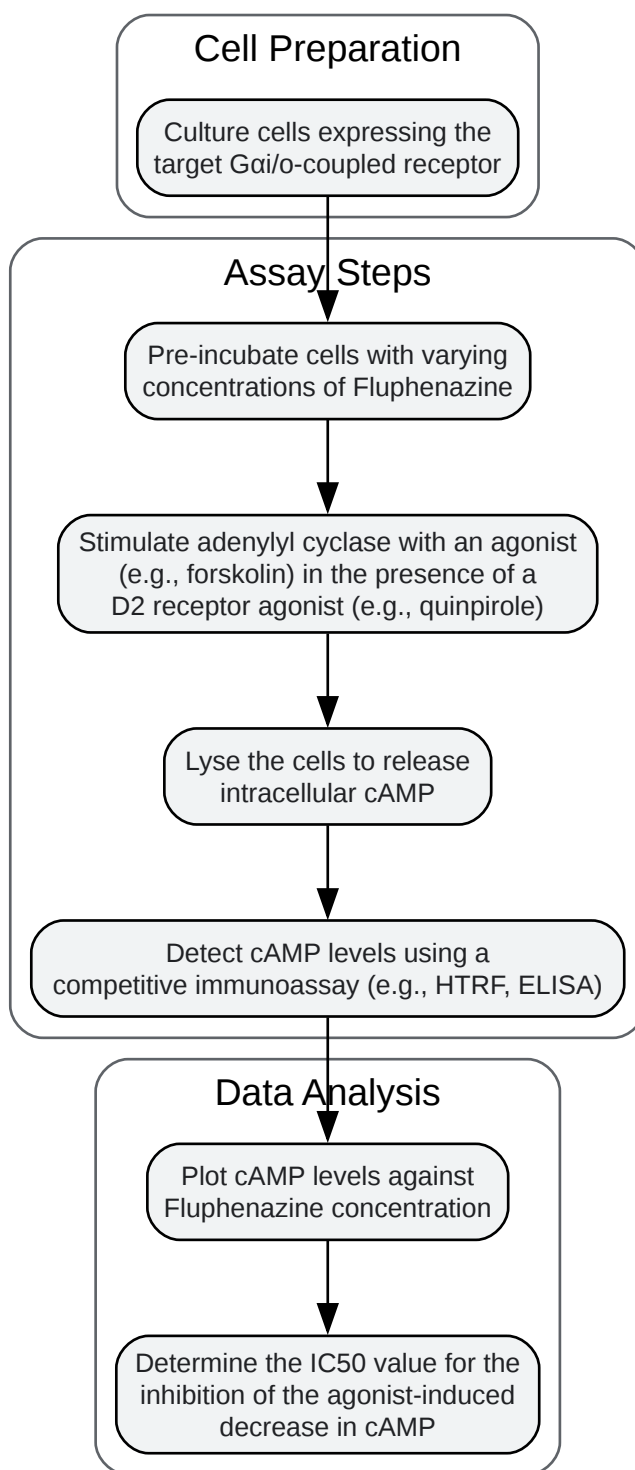 Cell Preparation
Culture cells expressing the
target Gαi/o-coupled receptor
Assay Steps
Pre-incubate cells with varying
concentrations of Fluphenazine
Stimulate adenylyl cyclase with an agonist
(e.g., forskolin) in the presence of a
D2 receptor agonist (e.g., quinpirole)
Lyse the cells to release
intracellular cAMP
Detect cAMP levels using a
competitive immunoassay (e.g., HTRF, ELISA)
Data Analysis
Plot cAMP levels against
Fluphenazine concentration
Determine the IC50 value for the
inhibition of the agonist-induced
decrease in cAMP